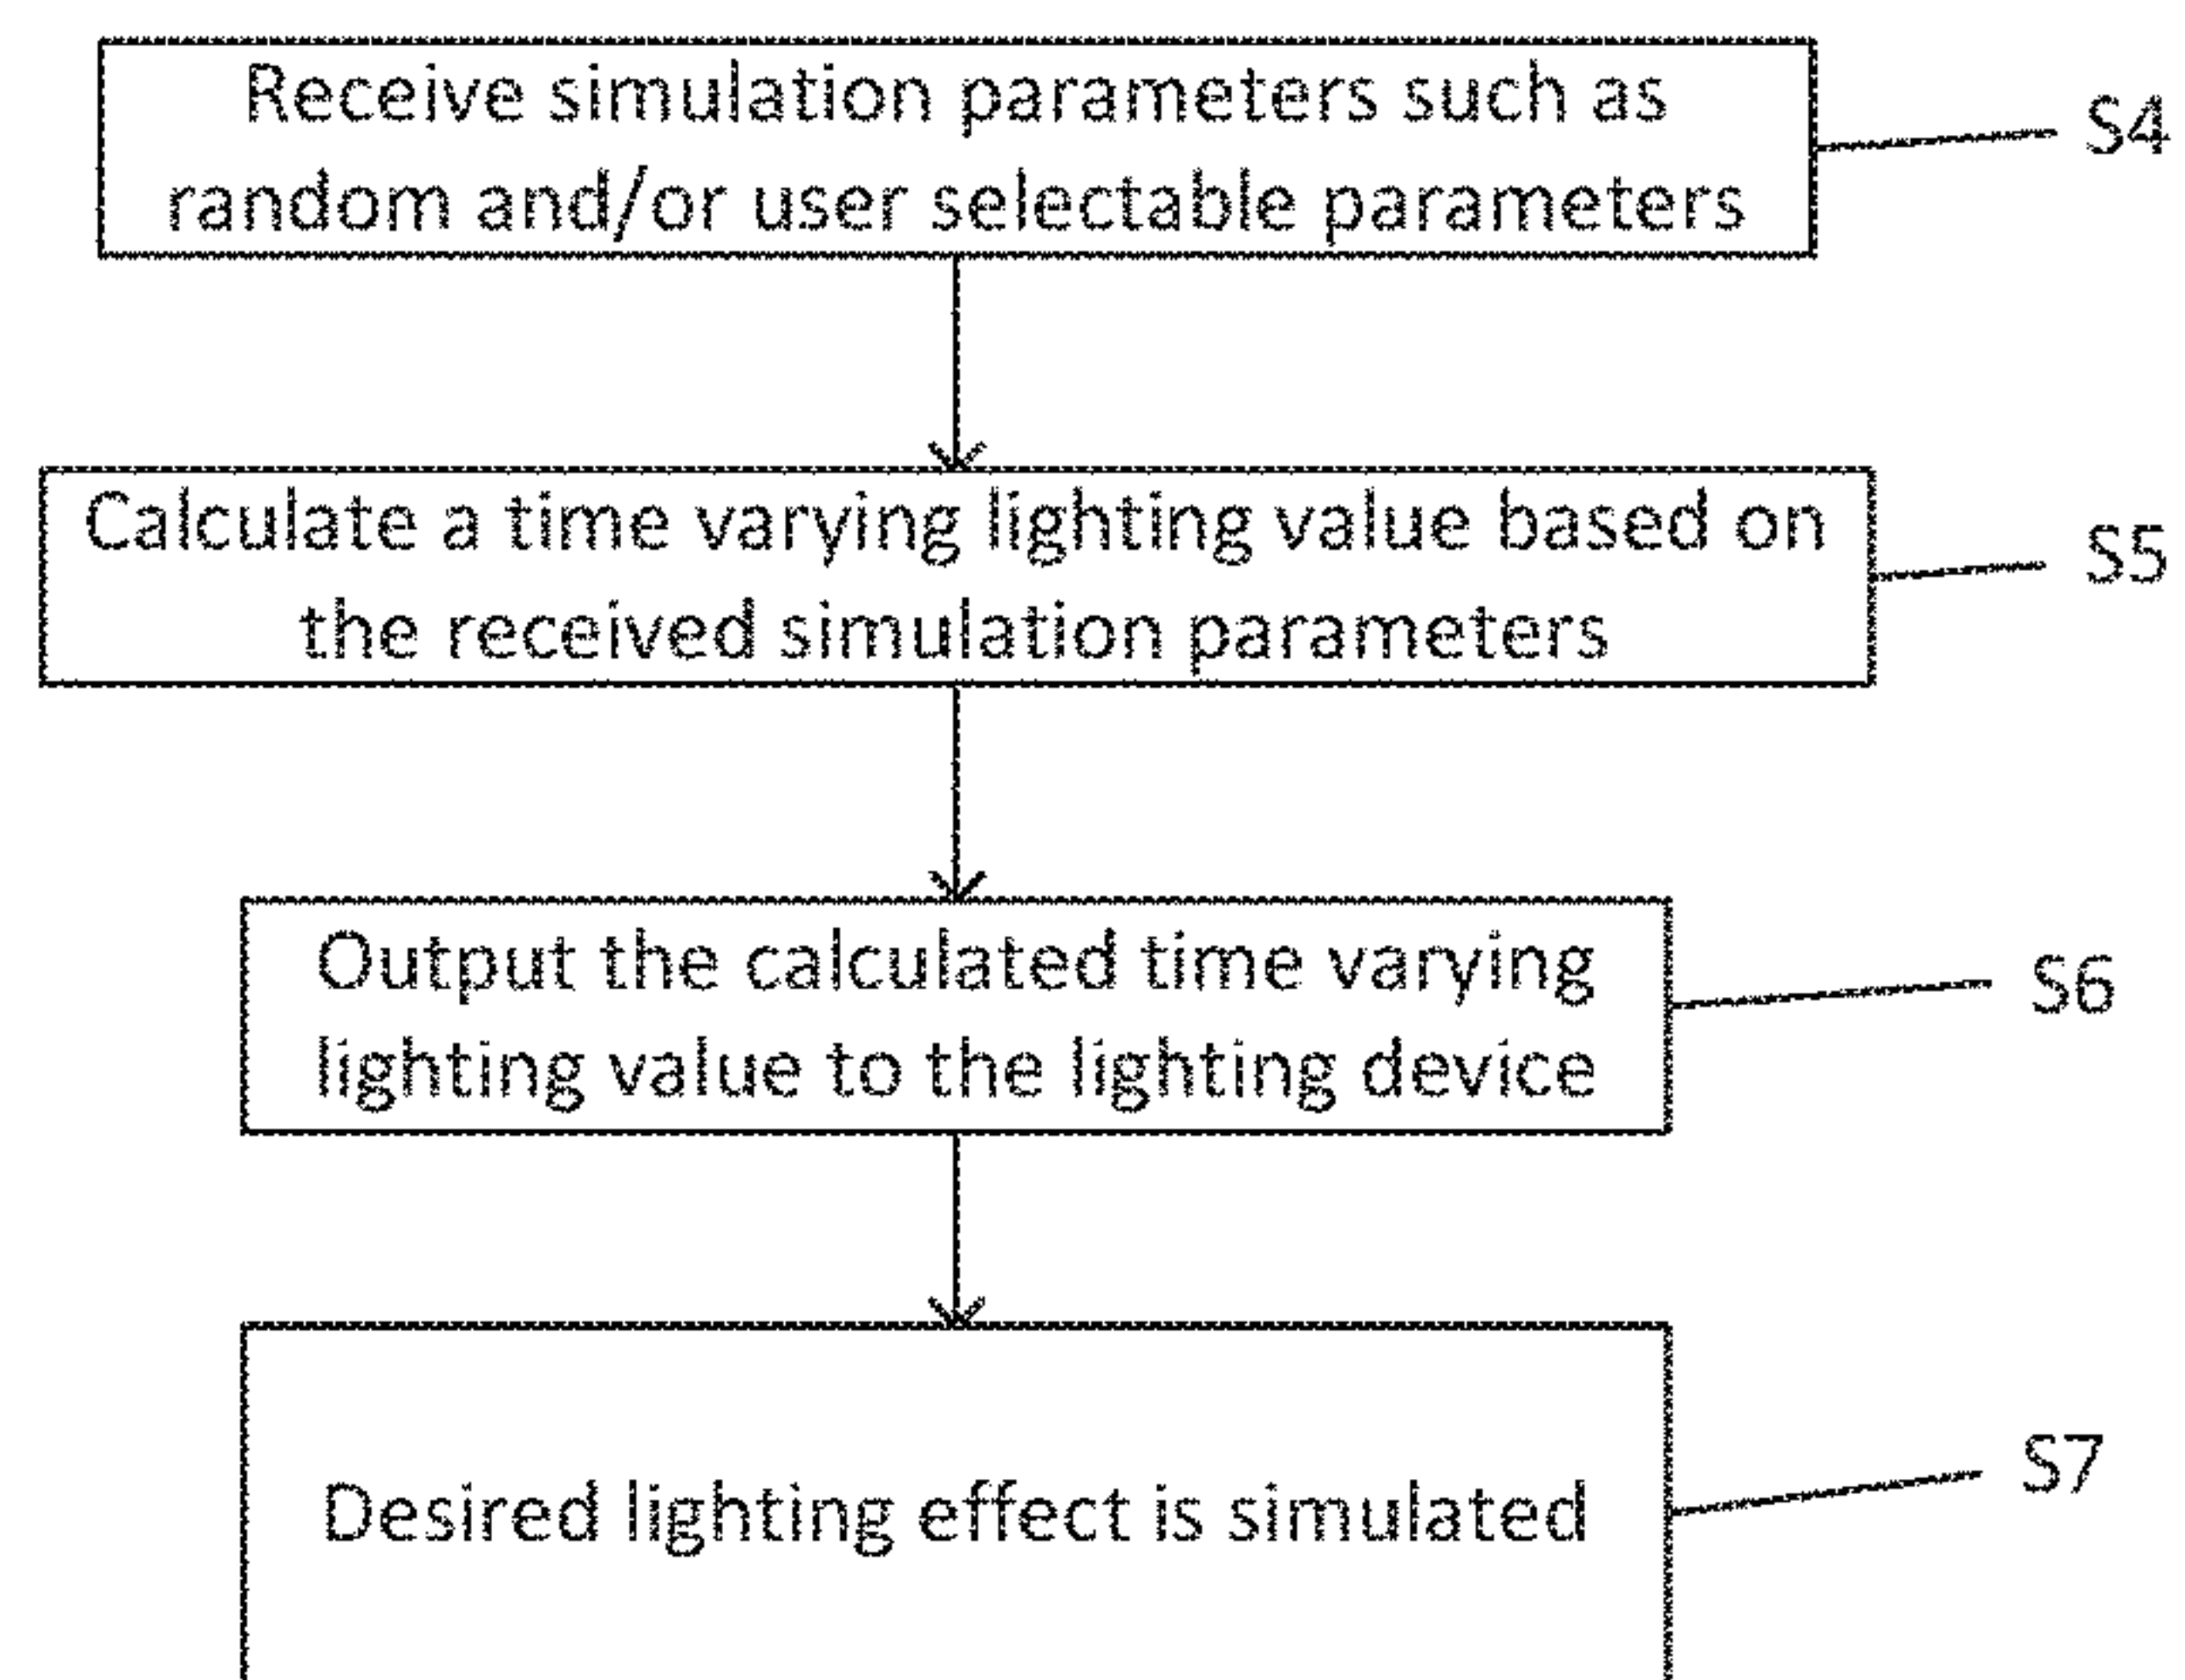 Receive simulation parameters such as
random and/or user selectable parameters
S4
Calculate a time varying lighting value based on
the received simulation parameters
S5
Output the calculated time varying
lighting value to the lighting device
S6
Desired lighting effect is simulated
S7